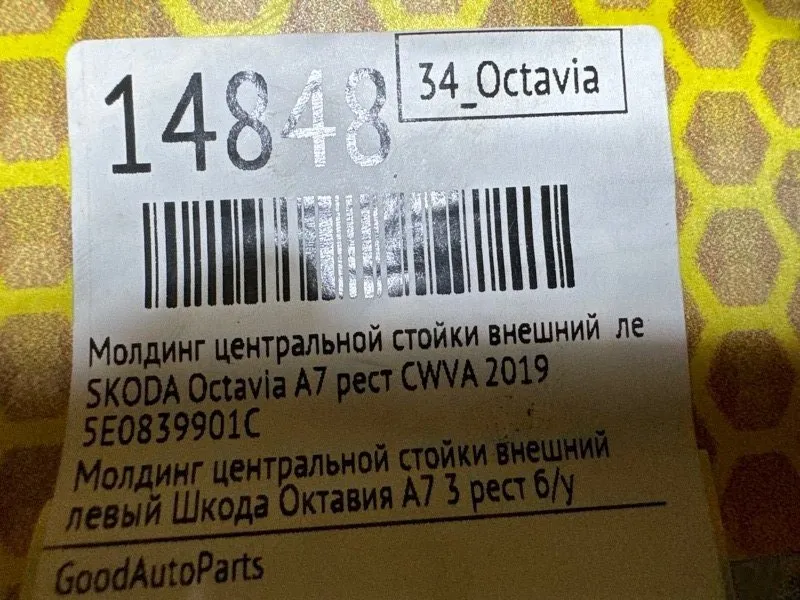 14848
34_Octavia
Молдинг центральной стойки внешний ле
SKODA Octavia A7 рест CWVA 2019
5E0839901C
Молдинг центральной стойки внешний
левый Шкода Октавия А7 3 рест б/у
GoodAutoParts